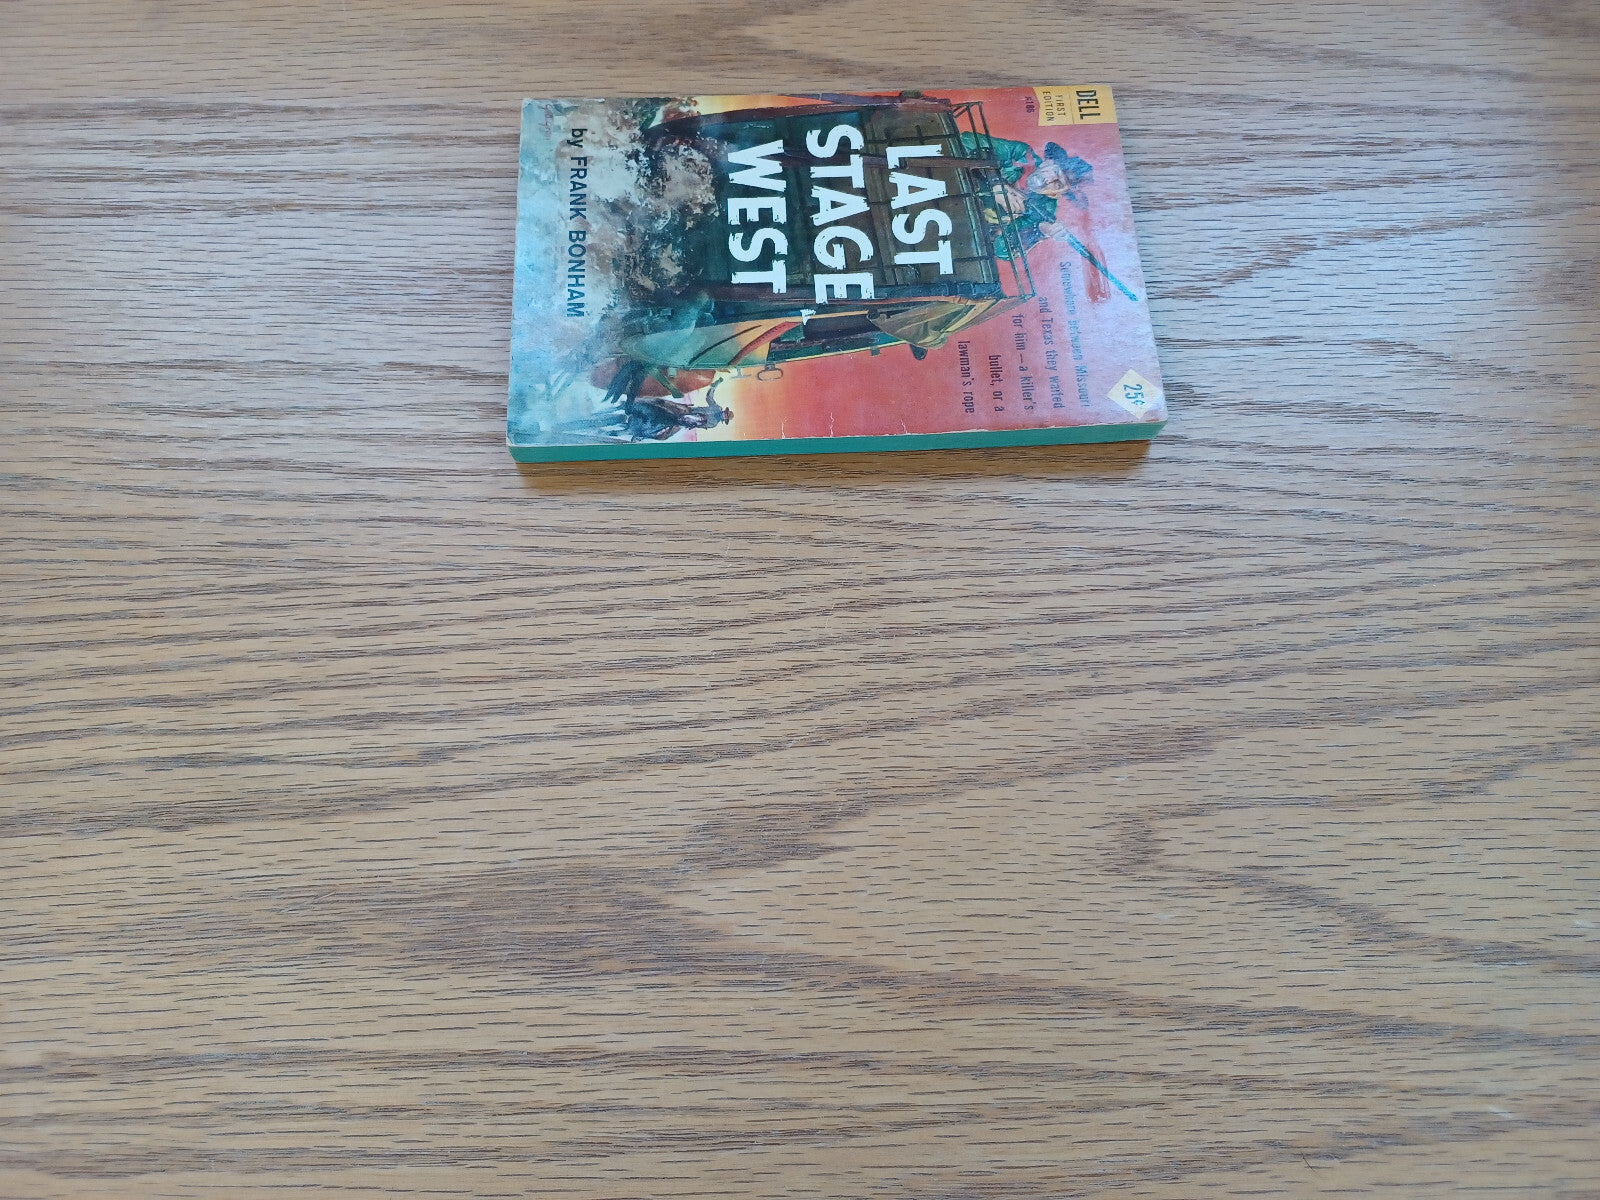 DELL
FIRST
EDITION
A186
25¢
Somewhere between Missouri
and Texas they waited
for him — a killer's
bullet, or a
lawman's rope
LAST
STAGE
WEST
by FRANK BONHAM